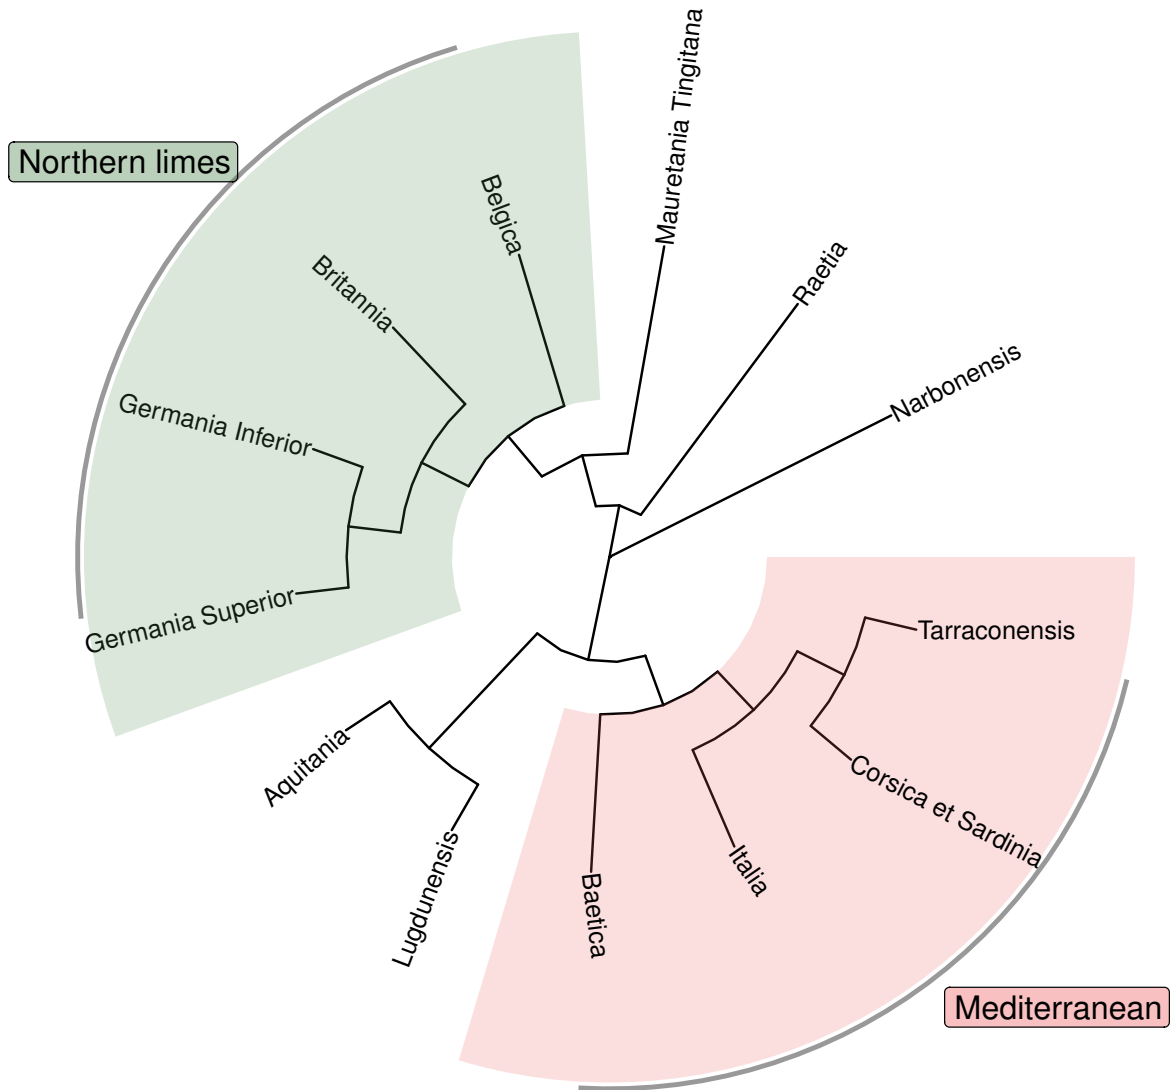 Mauretania Tingitana
Northern limes
Belgica
Raetia
Britannia
Narbonensis
Germania Inferior
Germania Superior
Tarraconensis
Aquitania
Corsica et Sardinia
Lugdunensis
Italia
Baetica
Mediterranean